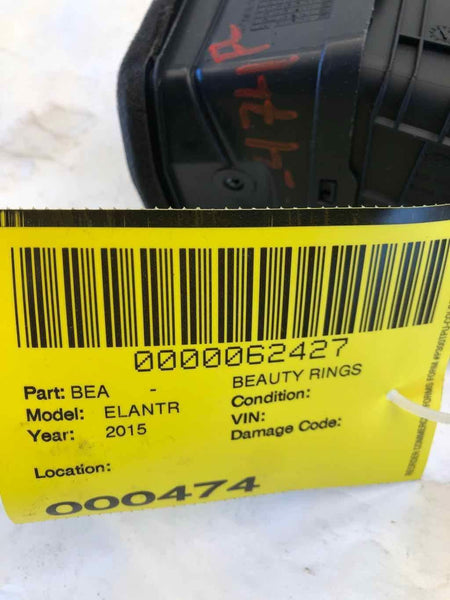 0000062427
Part: BEA - BEAUTY RINGS
Model: ELANTR Condition:
Year: 2015 VIN:
Damage Code:
Location:
000474